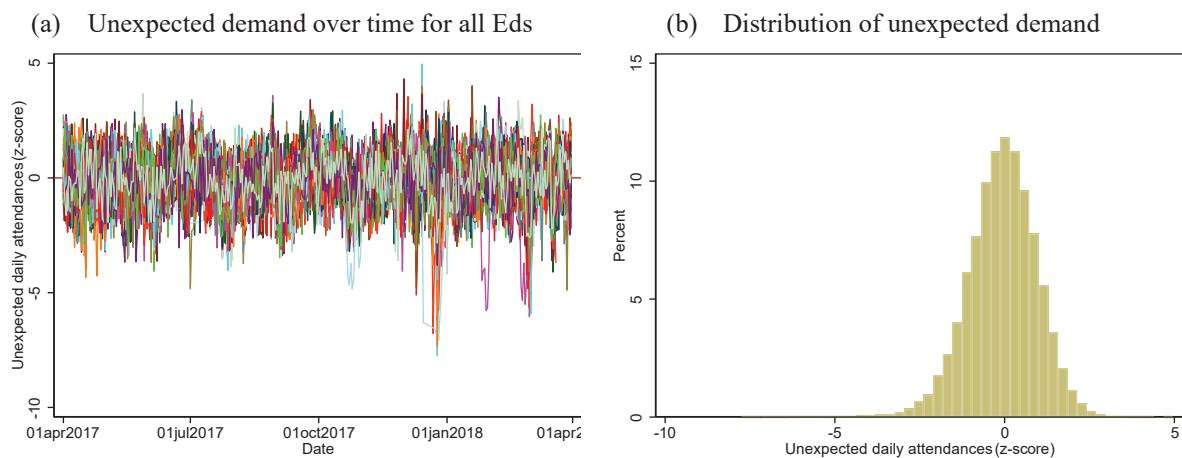 (a) Unexpected demand over time for all Eds
Unexpected daily attendances (z-score)
5
0
-5
-10
01apr2017 01jul2017 01oct2017 01jan2018 01apr2
Date
(b) Distribution of unexpected demand
Percent
15
10
5
0
-10 -5 0 5
Unexpected daily attendances (z-score)